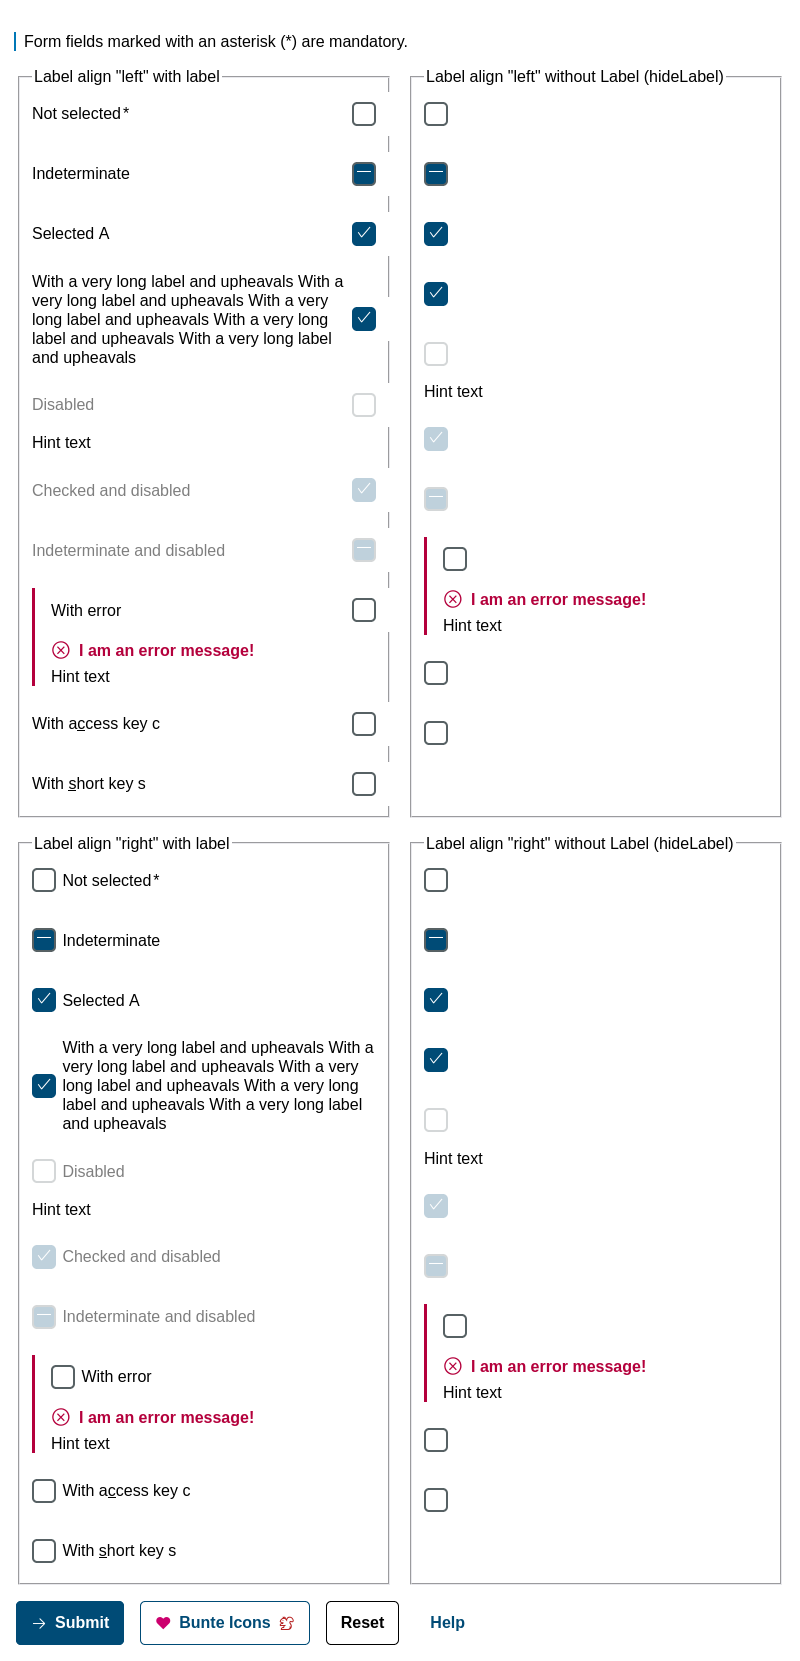 Form fields marked with an asterisk (*) are mandatory.
Label align "left" with label
Not selected*
Indeterminate
Selected A
With a very long label and upheavals With a
very long label and upheavals With a very
long label and upheavals With a very long
label and upheavals With a very long label
and upheavals
Disabled
Hint text
Checked and disabled
Indeterminate and disabled
With error
I am an error message!
Hint text
With access key c
With short key s
Label align "left" without Label (hideLabel)
Hint text
I am an error message!
Hint text
Label align "right" with label
Not selected*
Indeterminate
Selected A
With a very long label and upheavals With a
very long label and upheavals With a very
long label and upheavals With a very long
label and upheavals With a very long label
and upheavals
Disabled
Hint text
Checked and disabled
Indeterminate and disabled
With error
I am an error message!
Hint text
With access key c
With short key s
Label align "right" without Label (hideLabel)
Hint text
I am an error message!
Hint text
Submit
Bunte Icons
Reset
Help